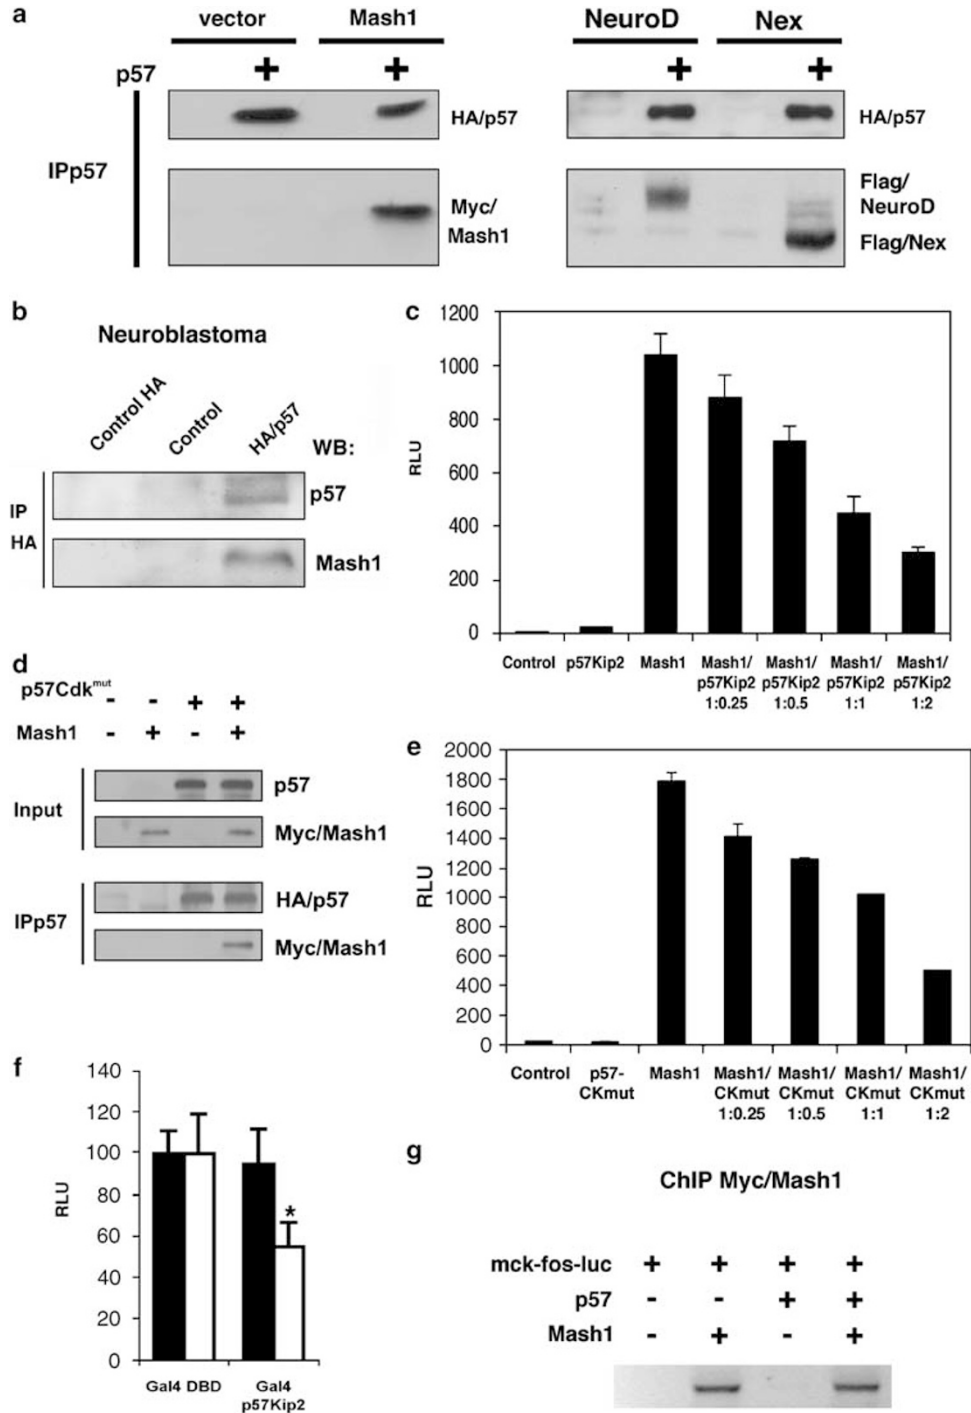 a
vector Mash1 NeuroD Nex
p57 + + + +
IPp57
HA/p57 HA/p57
Myc/
Mash1
Flag/
NeuroD
Flag/Nex
b
Neuroblastoma
Control HA Control HA/p57 WB:
IP
HA
p57
Mash1
c
1200
1000
800
600
400
200
0
RLU
Control p57Kip2 Mash1 Mash1/ Mash1/ Mash1/ Mash1/
p57Kip2 p57Kip2 p57Kip2 p57Kip2
1:0.25 1:0.5 1:1 1:2
d
p57Cdkmut - - + +
Mash1 - + - +
Input
p57
Myc/Mash1
IPp57
HA/p57
Myc/Mash1
e
2000
1800
1600
1400
1200
1000
800
600
400
200
0
RLU
Control p57- Mash1 Mash1/ Mash1/ Mash1/ Mash1/
CKmut CKmut CKmut CKmut CKmut
1:0.25 1:0.5 1:1 1:2
f
140
120
100
80
60
40
20
0
RLU
*
Gal4 DBD Gal4
p57Kip2
g
ChIP Myc/Mash1
mck-fos-luc + + + +
p57 - - + +
Mash1 - + - +